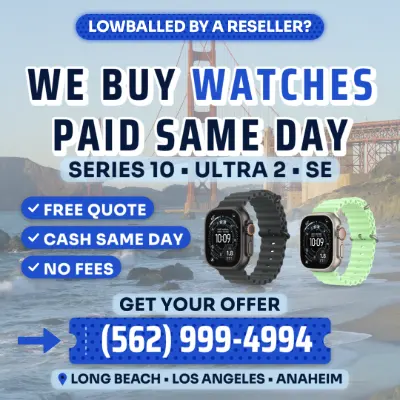 LOWBALLED BY A RESELLER?
WE BUY WATCHES
PAID SAME DAY
SERIES 10 ▪ ULTRA 2 ▪ SE
✓ FREE QUOTE
✓ CASH SAME DAY
✓ NO FEES
GET YOUR OFFER
(562) 999-4994
LONG BEACH ▪ LOS ANGELES ▪ ANAHEIM